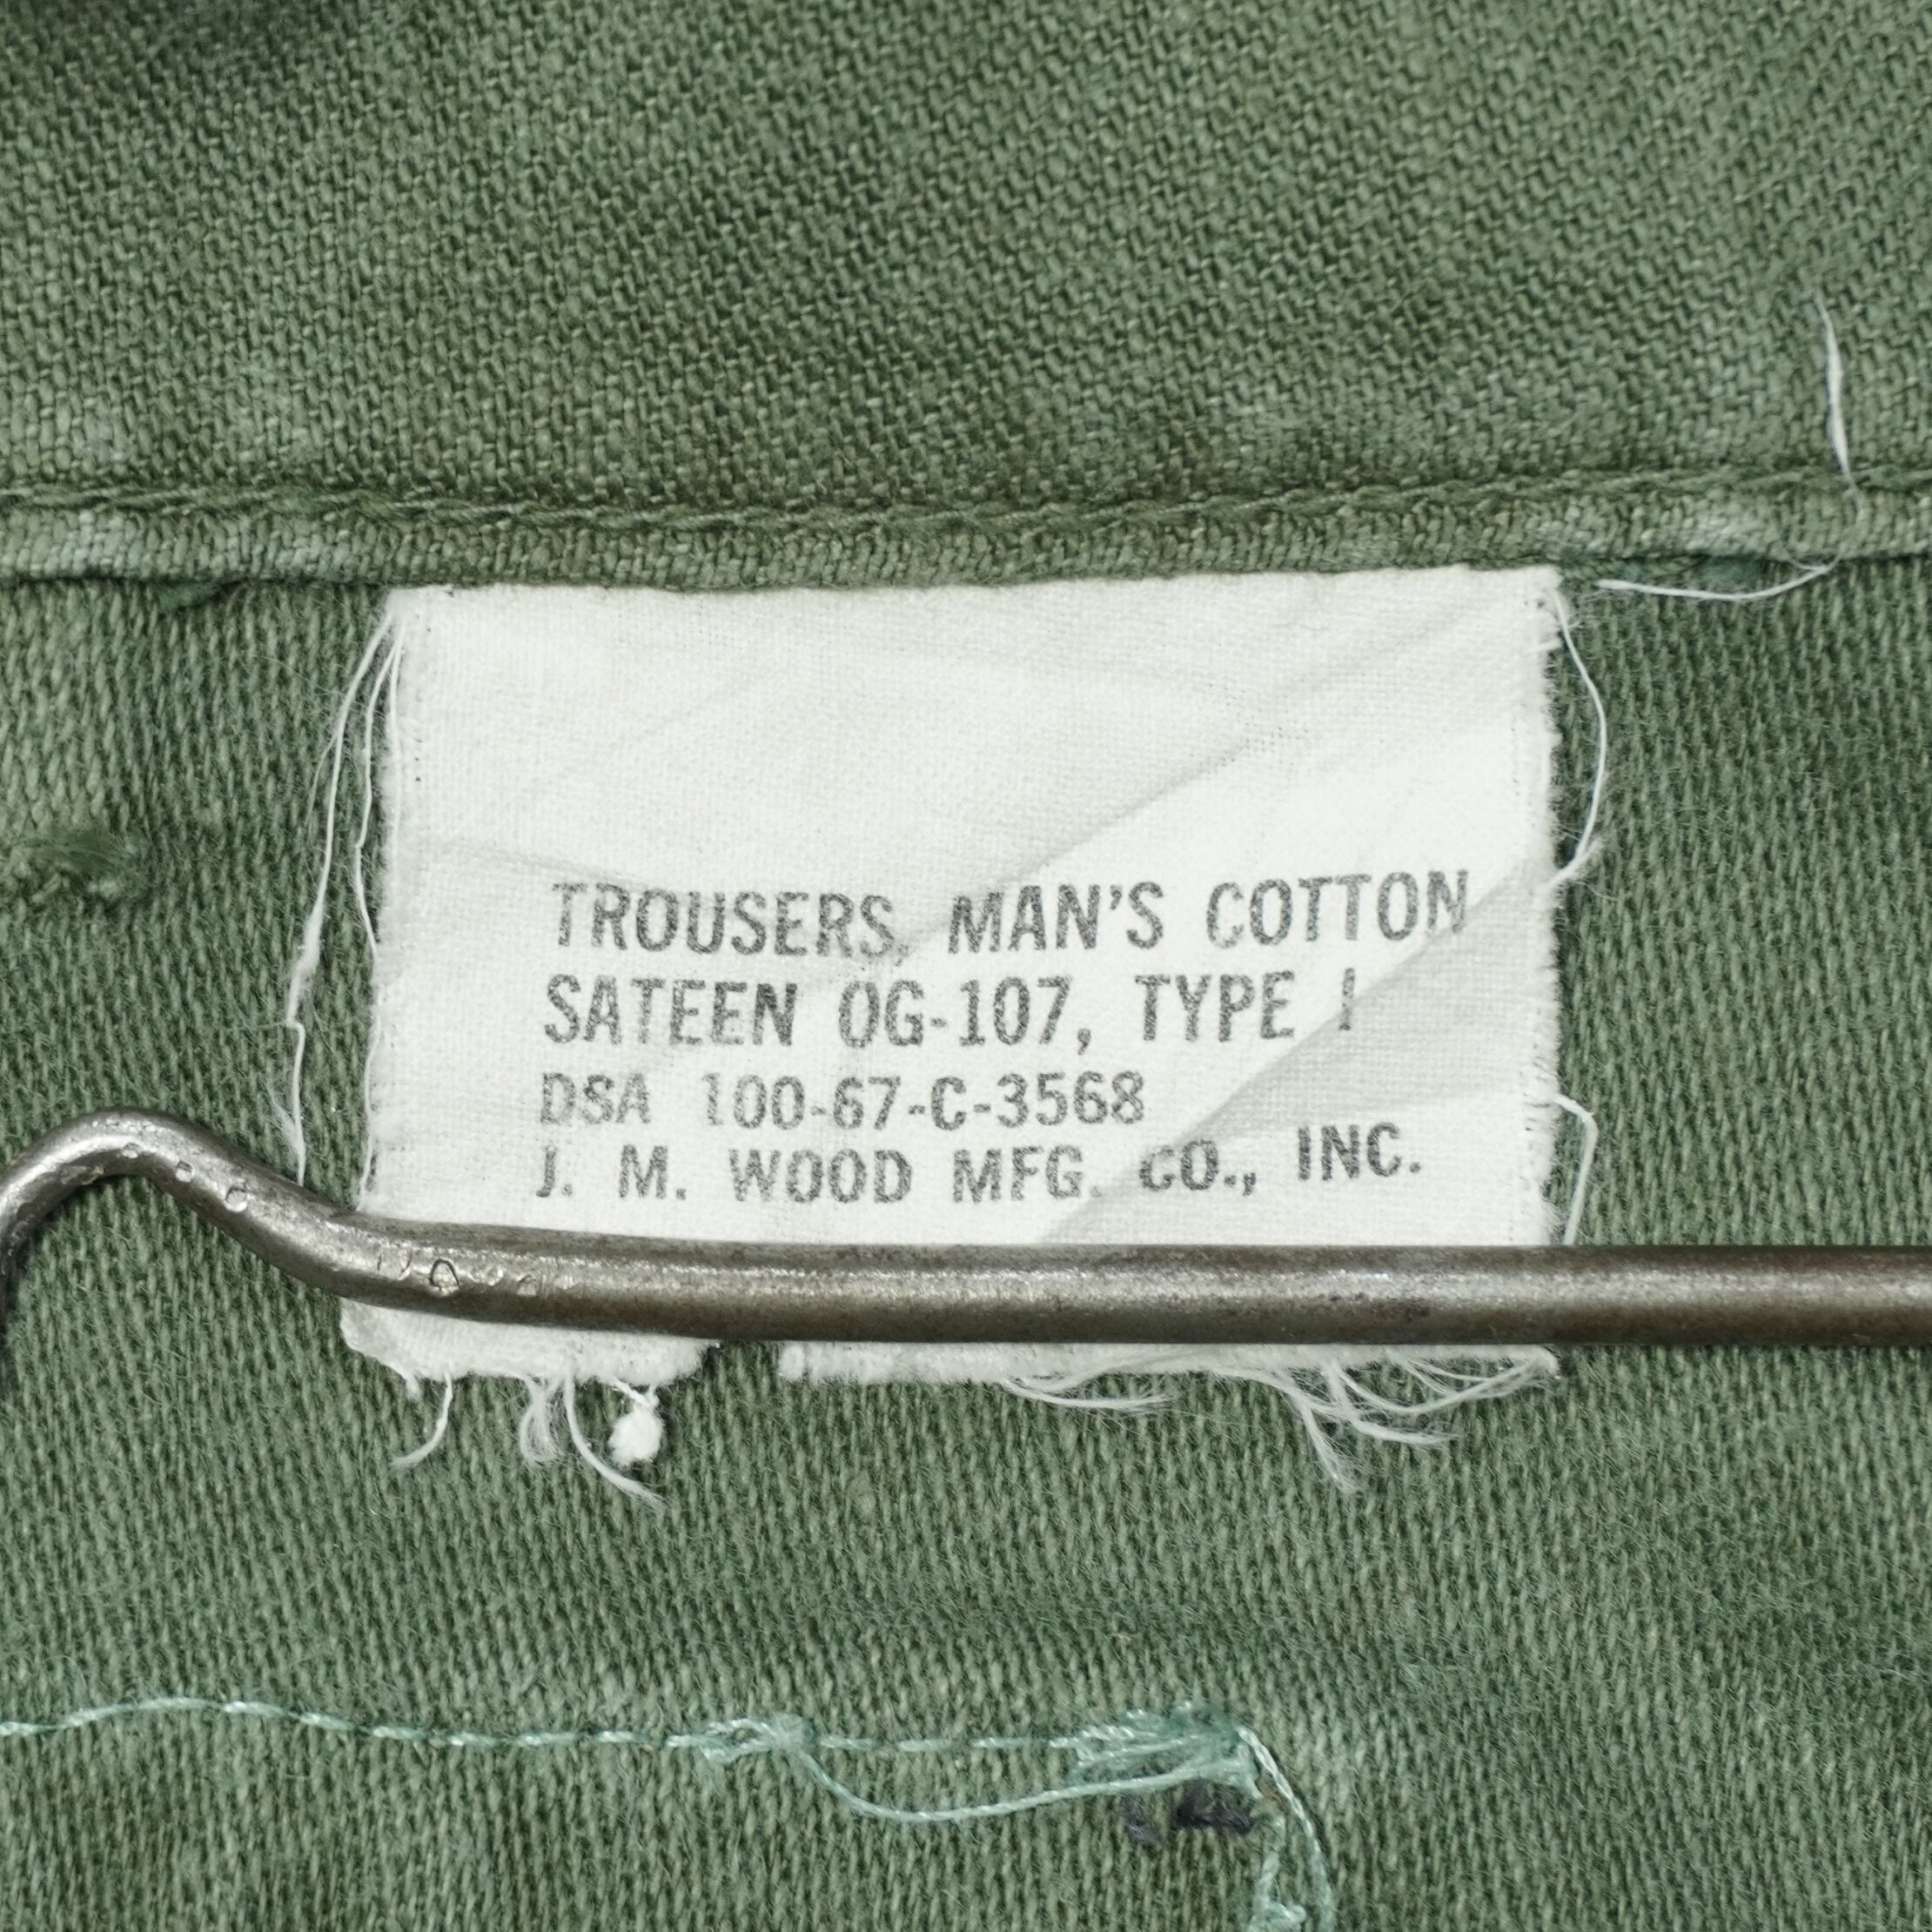 TROUSERS, MAN'S COTTON
SATEEN OG-107, TYPE I
DSA 100-67-C-3568
J. M. WOOD MFG. CO., INC.